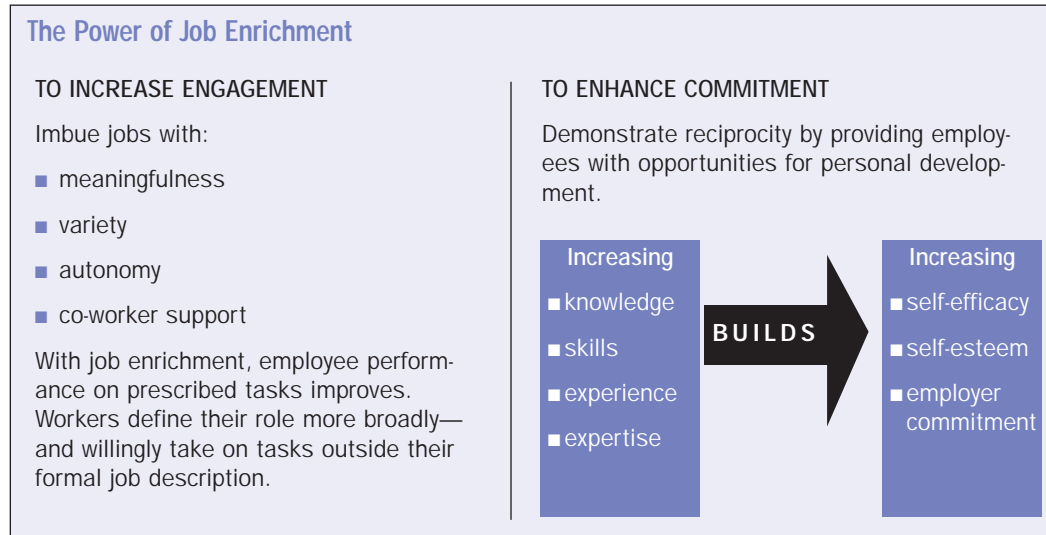 The Power of Job Enrichment
TO INCREASE ENGAGEMENT
Imbue jobs with:
■ meaningfulness
■ variety
■ autonomy
■ co-worker support
With job enrichment, employee perform-
ance on prescribed tasks improves.
Workers define their role more broadly—
and willingly take on tasks outside their
formal job description.
TO ENHANCE COMMITMENT
Demonstrate reciprocity by providing employ-
ees with opportunities for personal develop-
ment.
Increasing
■ knowledge
■ skills
■ experience
■ expertise
BUILDS
Increasing
■ self-efficacy
■ self-esteem
■ employer
commitment